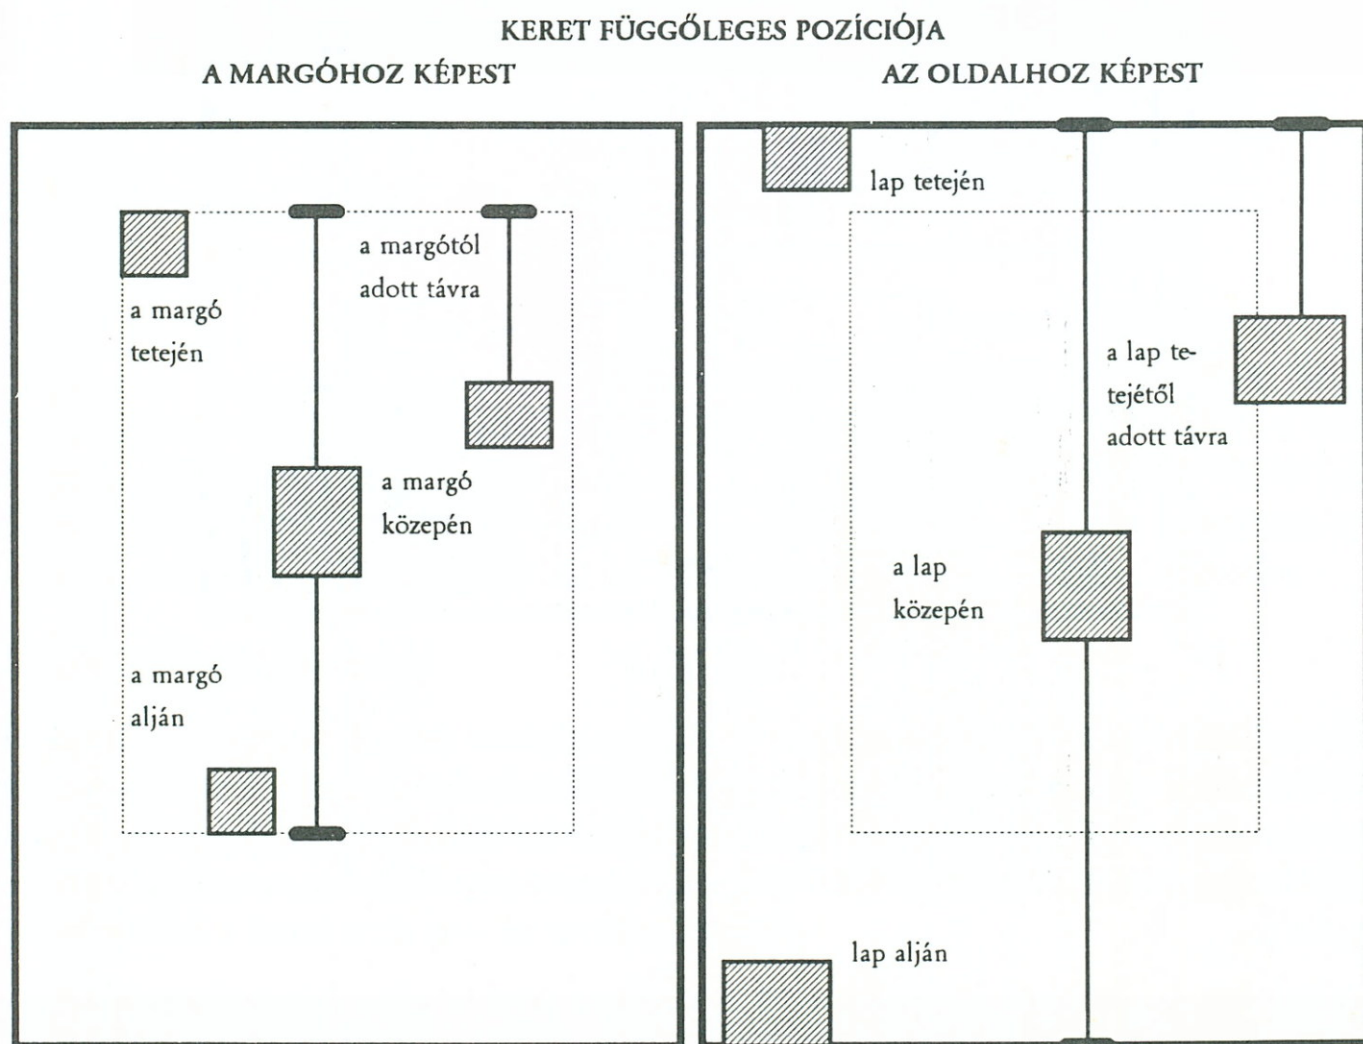 KERET FÜGGŐLEGES POZÍCIÓJA
A MARGÓHOZ KÉPEST
a margótól
adott távra
a margó
tetején
a margó
közepén
a margó
alján
AZ OLDALHOZ KÉPEST
lap tetején
a lap te-
tejétől
adott távra
a lap
közepén
lap alján